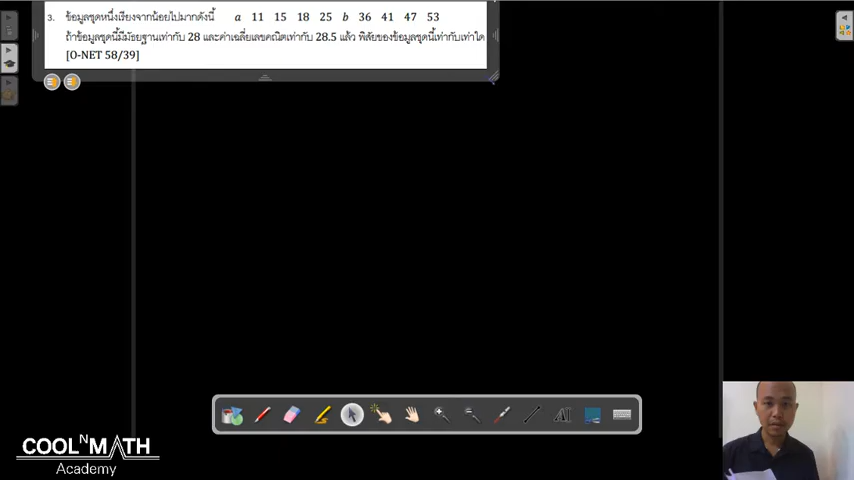 3. ข้อมูลชุดหนึ่งเรียงจากน้อยไปมากดังนี้ a 11 15 18 25 b 36 41 47 53
ถ้าข้อมูลชุดนี้มีมัธยฐานเท่ากับ 28 และค่าเฉลี่ยเลขคณิตเท่ากับ 28.5 แล้ว พิสัยของข้อมูลชุดนี้เท่ากับเท่าใด
[O-NET 58/39]
COOL N MATH
Academy